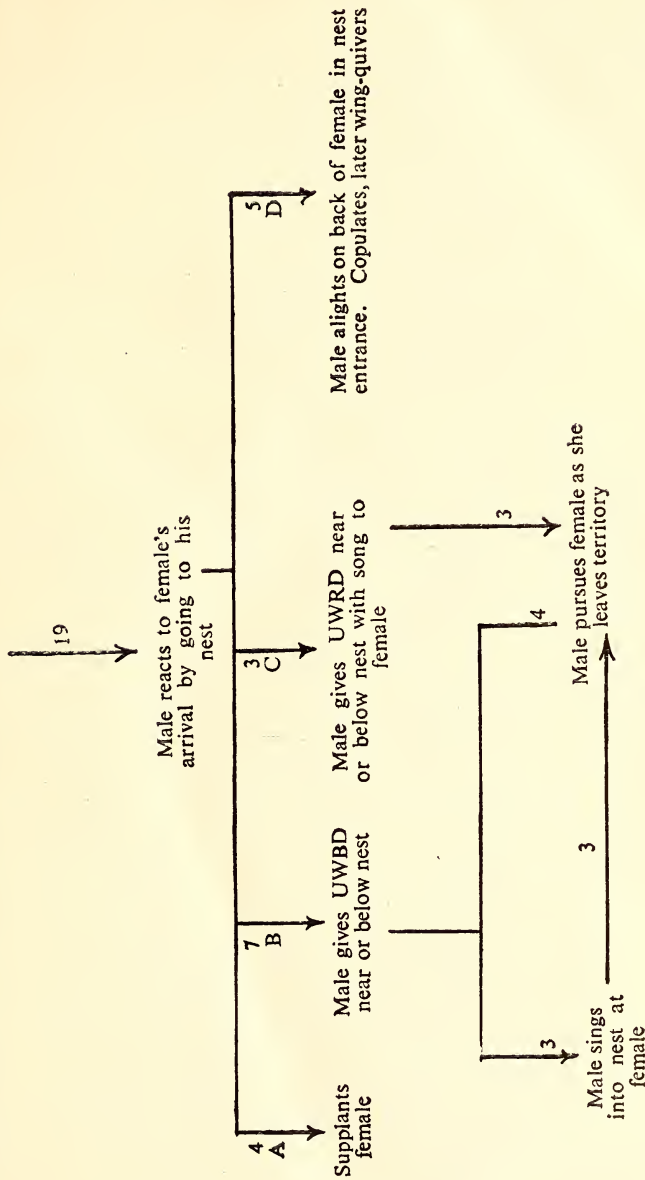 19
Male reacts to female's
arrival by going to his
nest
4
A
7
B
3
C
5
D
Supplants
female
Male gives UWBD
near or below nest
Male gives UWRD near
or below nest with song to
female
Male alights on back of female in nest
entrance. Copulates, later wing-quivers
3
4
3
Male sings
into nest at
female
3
Male pursues female as she
leaves territory